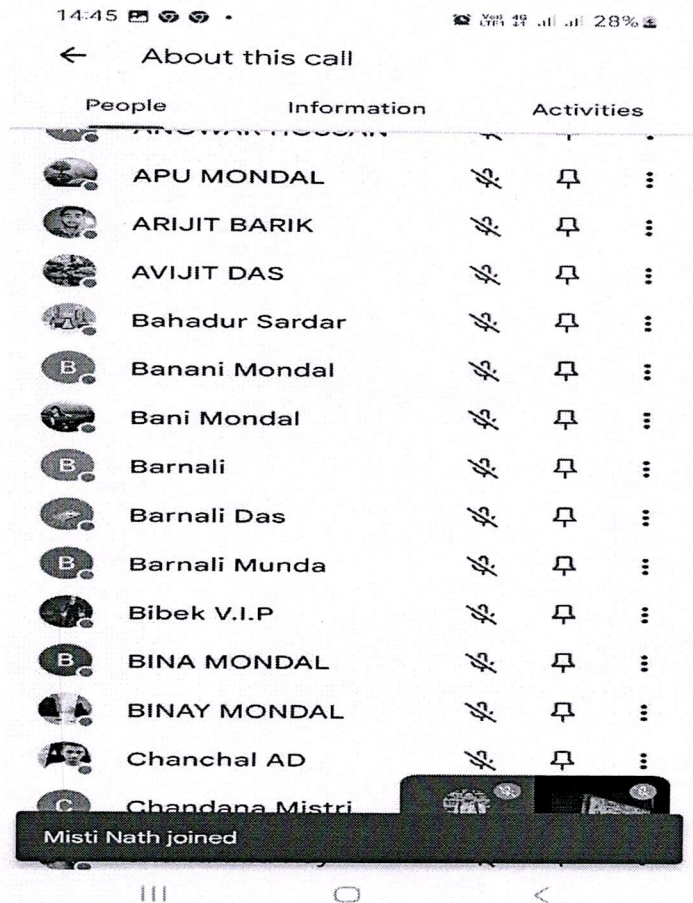 14:45 28%
About this call
People Information Activities
ANOWAR HOSSAN
APU MONDAL
ARIJIT BARIK
AVIJIT DAS
Bahadur Sardar
B Banani Mondal
Bani Mondal
B Barnali
Barnali Das
B Barnali Munda
Bibek V.I.P
B BINA MONDAL
BINAY MONDAL
Chanchal AD
C Chandana Mistri
Misti Nath joined